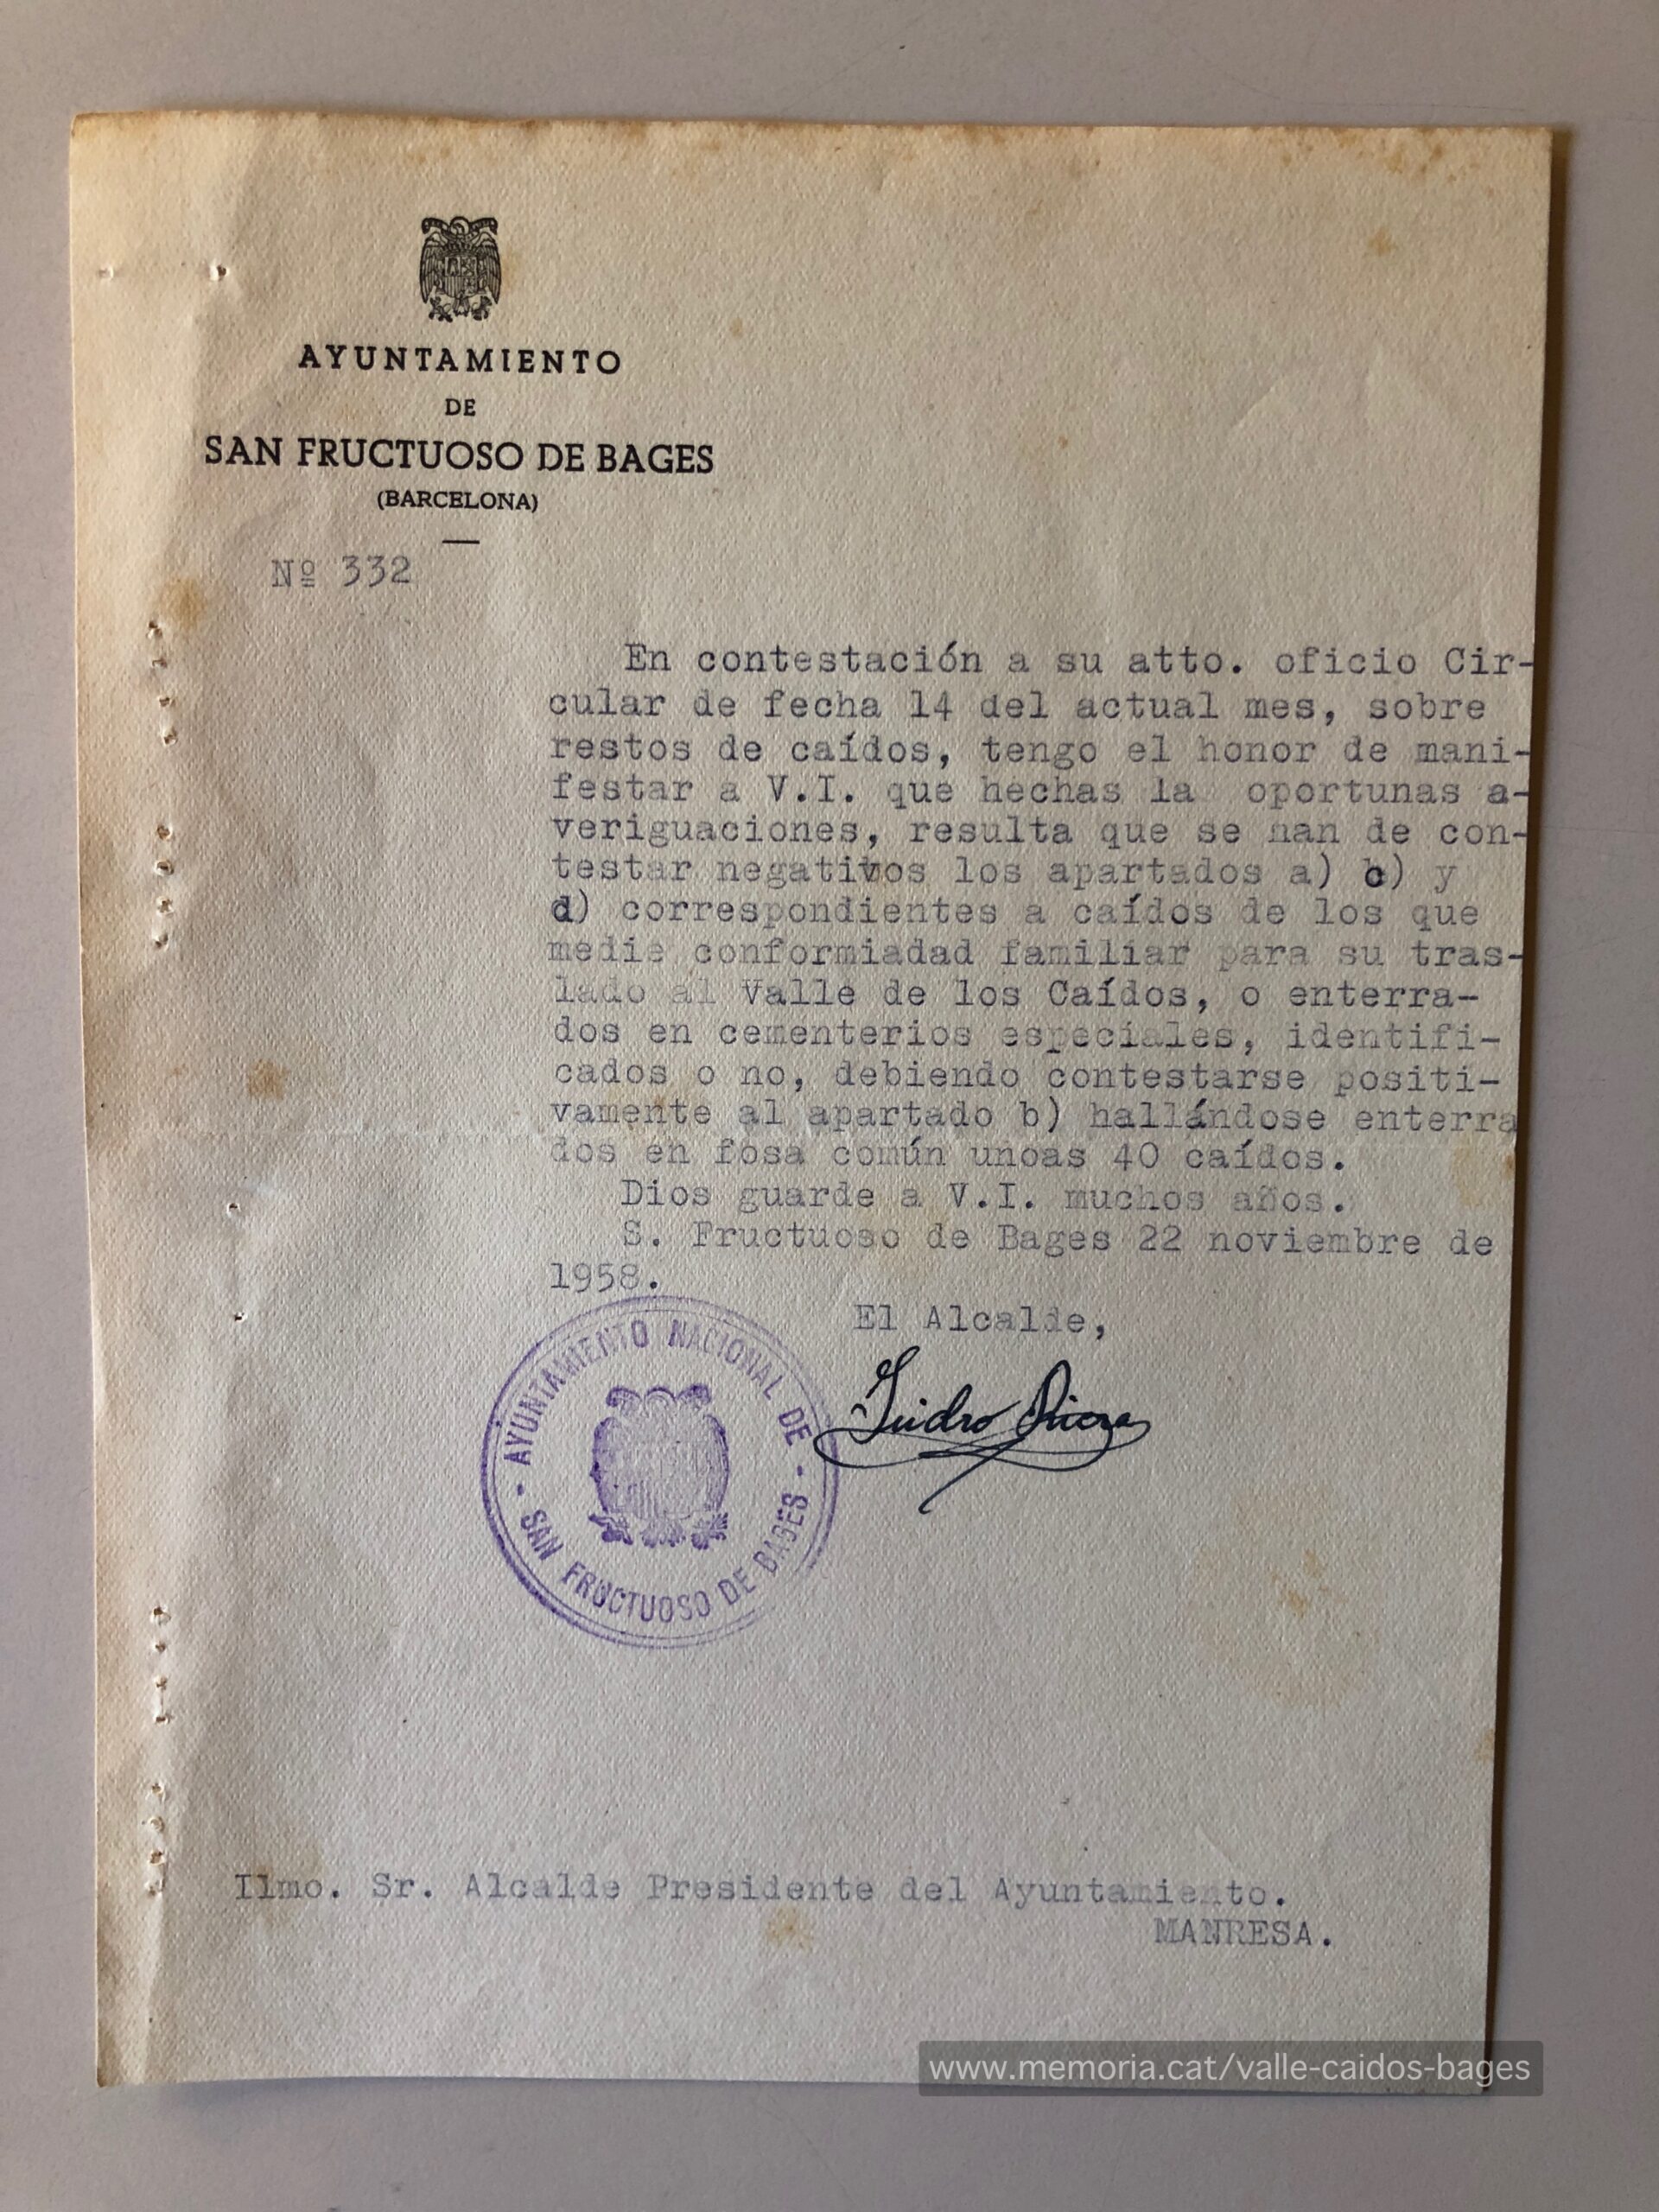 AYUNTAMIENTO
DE
SAN FRUCTUOSO DE BAGES
(BARCELONA)
Nº 332
En contestación a su atto. oficio Cir-
cular de fecha 14 del actual mes, sobre
restos de caídos, tengo el honor de mani-
festar a V.I. que hechas la oportunas a-
veriguaciones, resulta que se han de con-
testar negativos los apartados a) c) y
d) correspondientes a caídos de los que
medie conformiadad familiar para su tras-
lado al Valle de los Caídos, o enterra-
dos en cementerios especiales, identifi-
cados o no, debiendo contestarse positi-
vamente al apartado b) hallándose enterra
dos en fosa común unoas 40 caídos.
Dios guarde a V.I. muchos años.
S. Fructuoso de Bages 22 noviembre de
1958.
El Alcalde,
Isidro Riera
- AYUNTAMIENTO NACIONAL DE -
SAN FRUCTUOSO DE BAGES
Ilmo. Sr. Alcalde Presidente del Ayuntamiento.
MANRESA.
www.memoria.cat/valle-caidos-bages